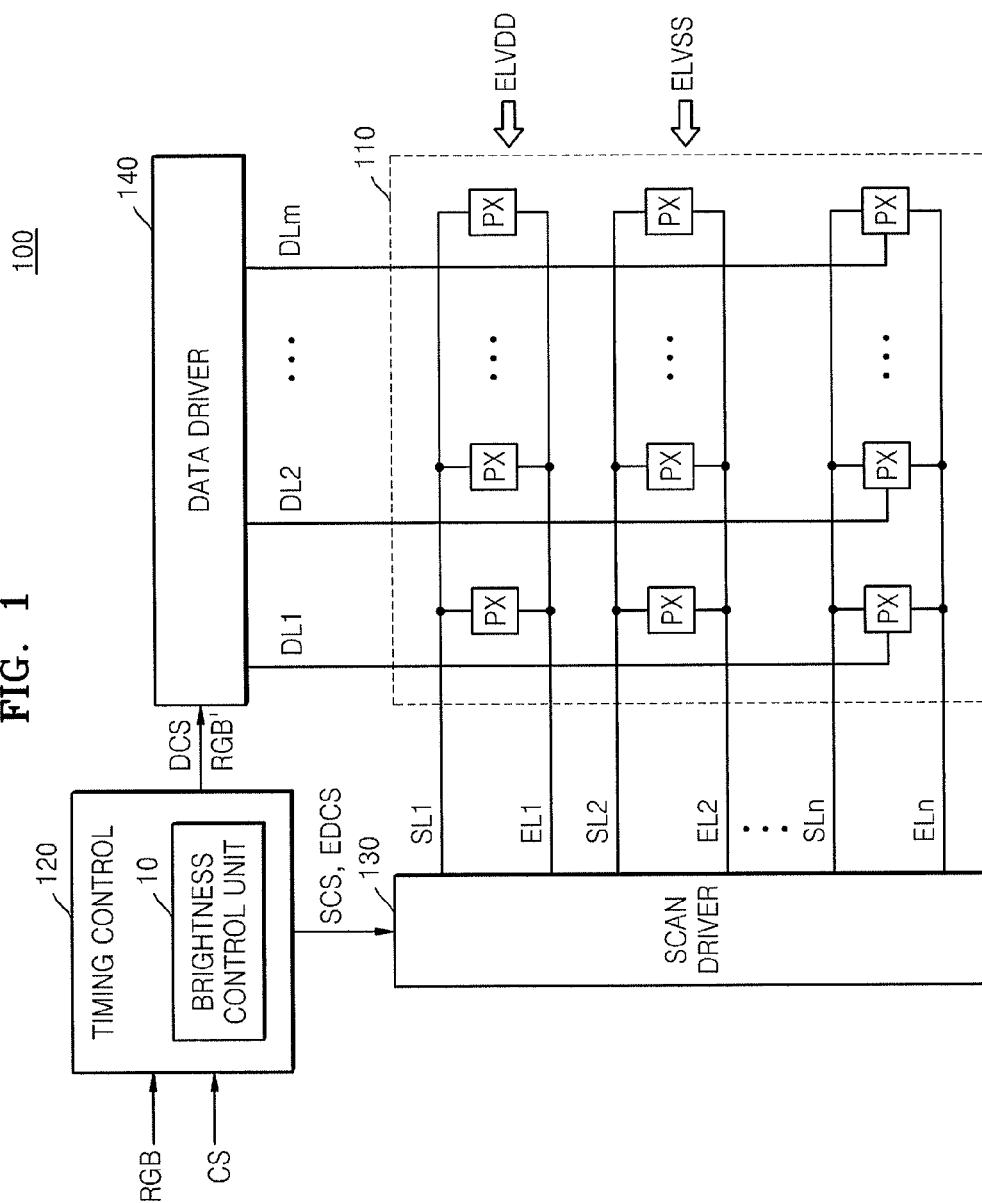 FIG. 1
100
120
TIMING CONTROL
10
BRIGHTNESS
CONTROL UNIT
RGB
CS
DCS
RGB'
140
DATA DRIVER
SCS, EDCS
130
SCAN
DRIVER
DL1
DL2
• • •
DLm
110
SL1
PX
PX
• • •
PX
ELVDD
EL1
SL2
PX
PX
• • •
PX
ELVSS
EL2
• • •
SLn
PX
PX
• • •
PX
ELn